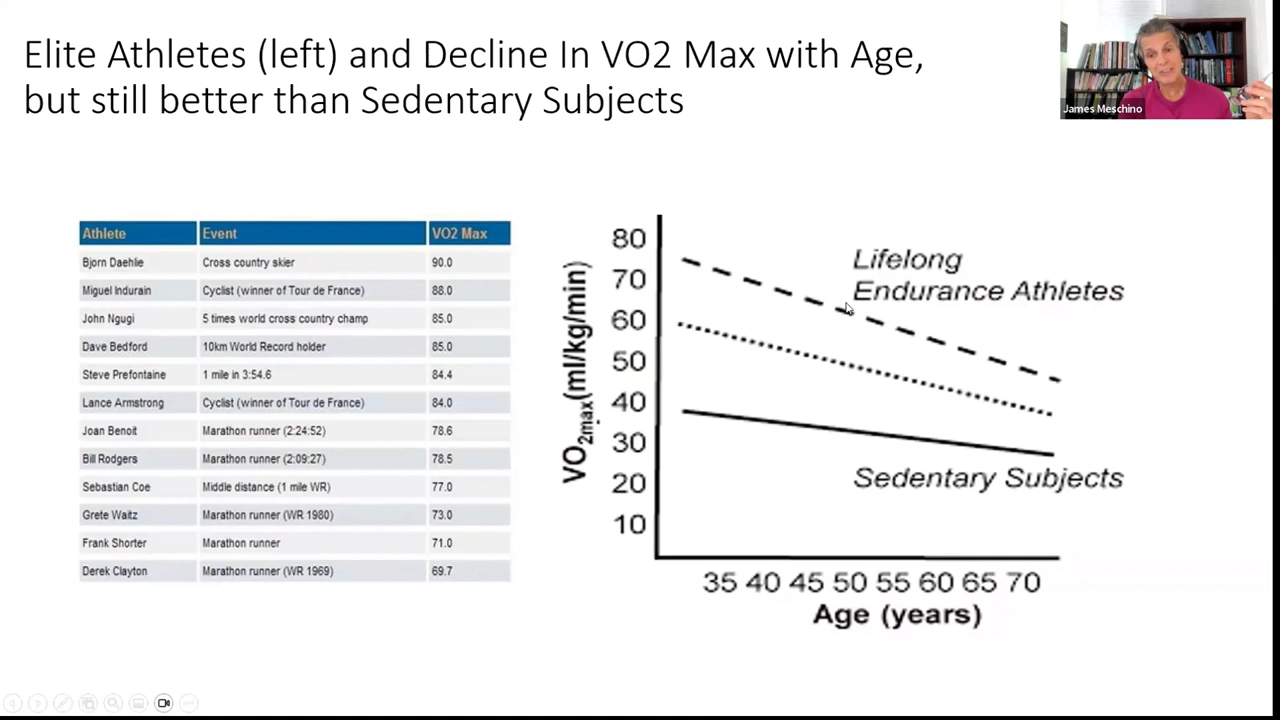 Elite Athletes (left) and Decline In VO2 Max with Age,
but still better than Sedentary Subjects
James Meschino
Athlete Event VO2 Max
Bjorn Daehlie Cross country skier 90.0
Miguel Indurain Cyclist (winner of Tour de France) 88.0
John Ngugi 5 times world cross country champ 85.0
Dave Bedford 10km World Record holder 85.0
Steve Prefontaine 1 mile in 3:54.6 84.4
Lance Armstrong Cyclist (winner of Tour de France) 84.0
Joan Benoit Marathon runner (2:24:52) 78.6
Bill Rodgers Marathon runner (2:09:27) 78.5
Sebastian Coe Middle distance (1 mile WR) 77.0
Grete Waitz Marathon runner (WR 1980) 73.0
Frank Shorter Marathon runner 71.0
Derek Clayton Marathon runner (WR 1969) 69.7
VO2max(ml/kg/min)
80
70
60
50
40
30
20
10
Lifelong
Endurance Athletes
Sedentary Subjects
35 40 45 50 55 60 65 70
Age (years)